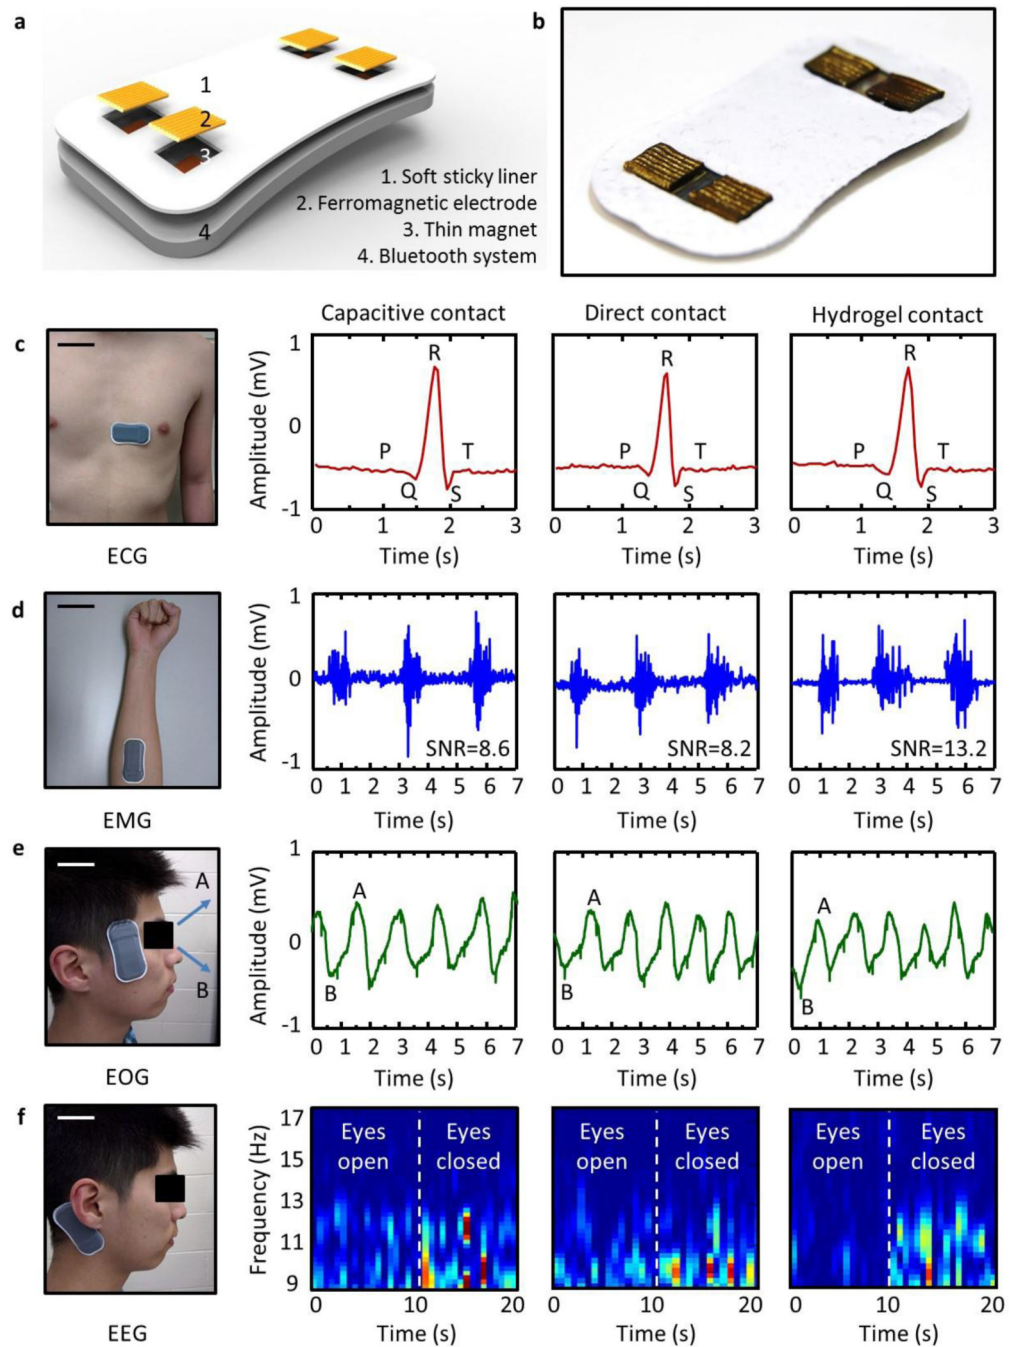 a
b
1
2
3
4
1. Soft sticky liner
2. Ferromagnetic electrode
3. Thin magnet
4. Bluetooth system
Capacitive contact
Direct contact
Hydrogel contact
c
ECG
Amplitude (mV)
1
0
-1
R
P
T
Q
S
0 1 2 3
Time (s)
R
P
T
Q
S
0 1 2 3
Time (s)
R
P
T
Q
S
0 1 2 3
Time (s)
d
EMG
Amplitude (mV)
1
0
-1
SNR=8.6
0 1 2 3 4 5 6 7
Time (s)
SNR=8.2
0 1 2 3 4 5 6 7
Time (s)
SNR=13.2
0 1 2 3 4 5 6 7
Time (s)
e
A
B
EOG
Amplitude (mV)
1
0
-1
A
B
0 1 2 3 4 5 6 7
Time (s)
A
B
0 1 2 3 4 5 6 7
Time (s)
A
B
0 1 2 3 4 5 6 7
Time (s)
f
EEG
Frequency (Hz)
17
15
13
11
9
Eyes open
Eyes closed
0 10 20
Time (s)
Eyes open
Eyes closed
0 10 20
Time (s)
Eyes open
Eyes closed
0 10 20
Time (s)